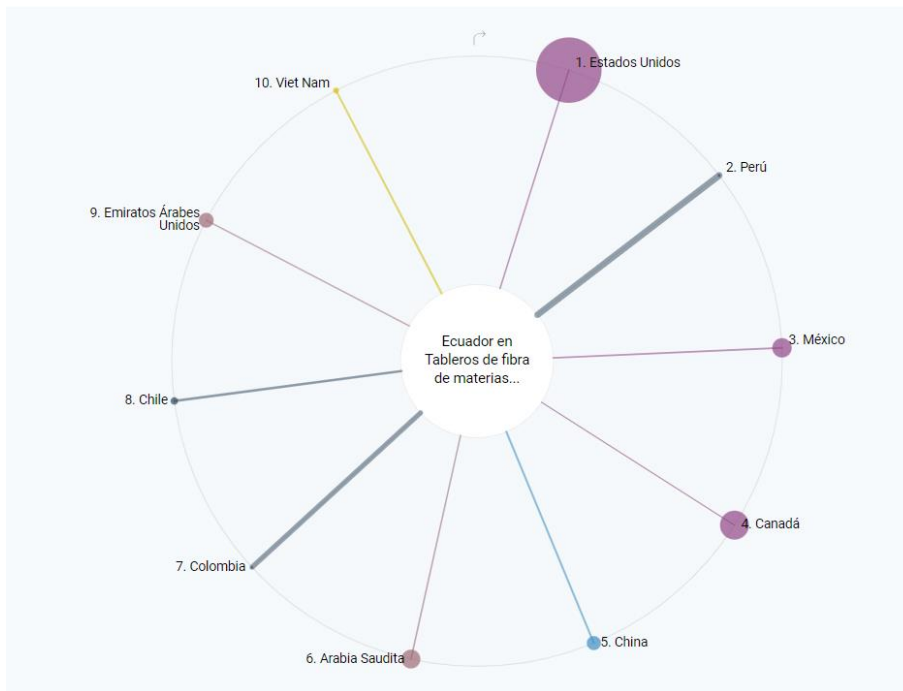 1. Estados Unidos
10. Viet Nam
2. Perú
9. Emiratos Árabes
Unidos
Ecuador en
Tableros de fibra
de materias...
3. México
8. Chile
4. Canadá
7. Colombia
5. China
6. Arabia Saudita